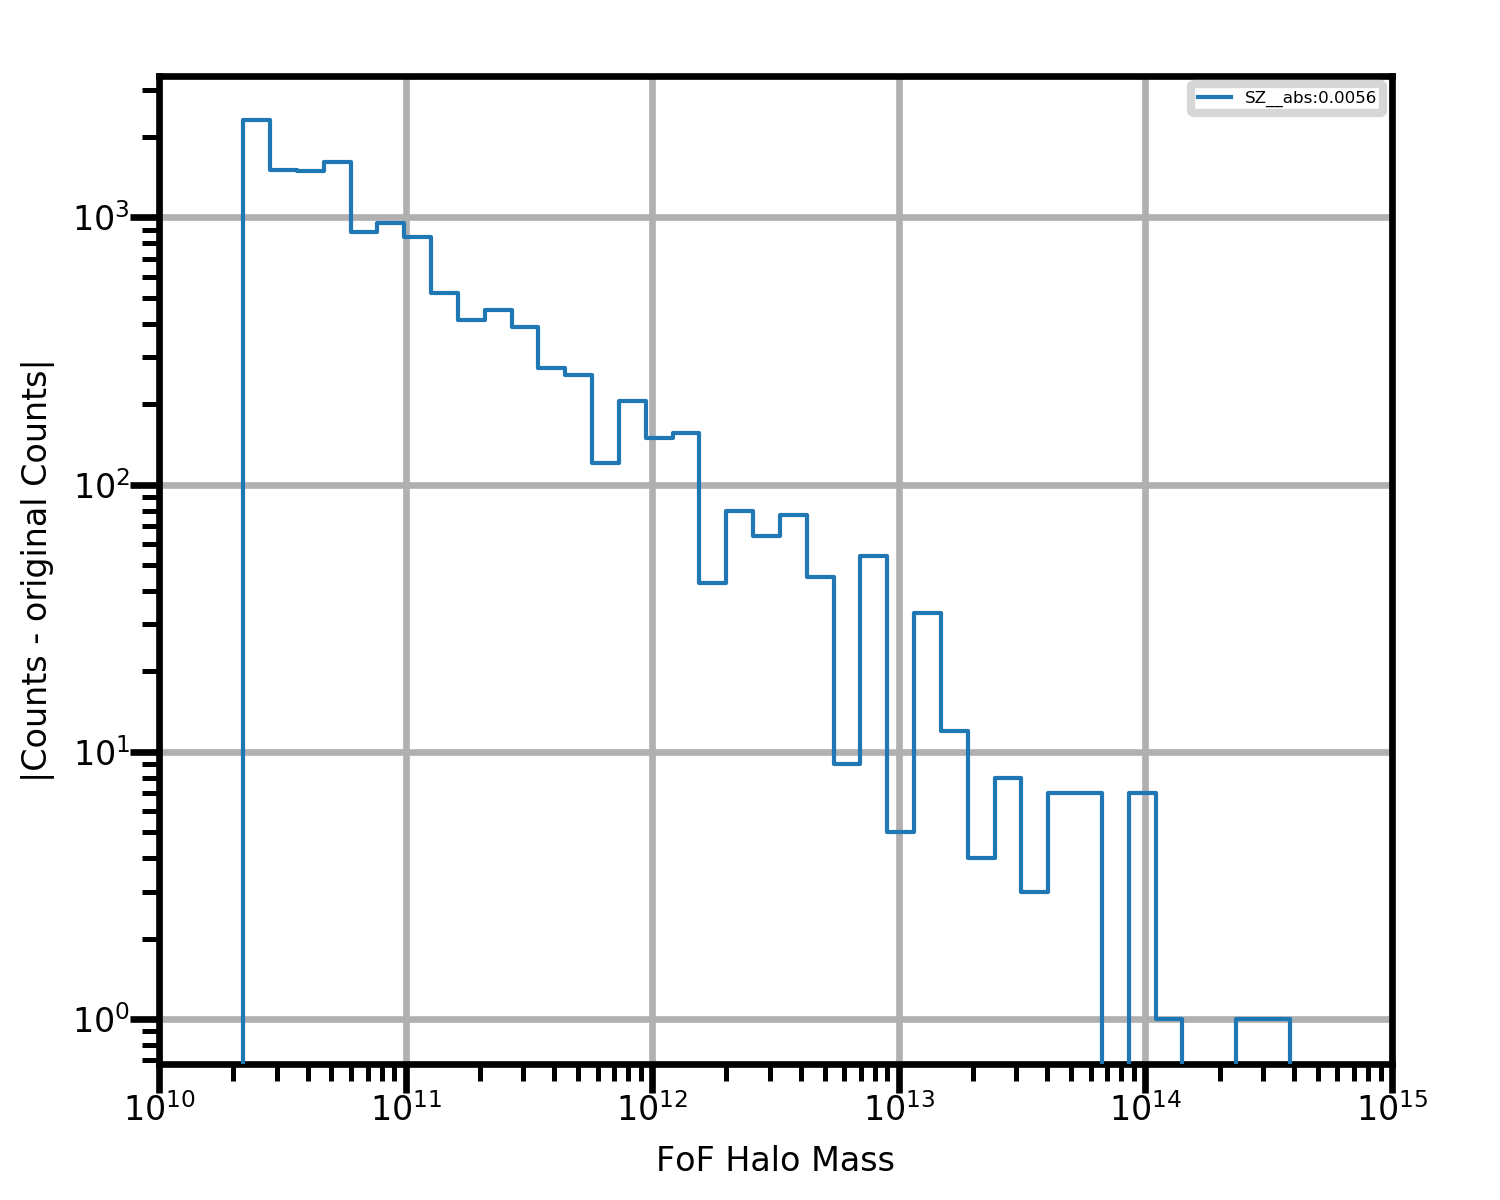 SZ__abs:0.0056
|Counts - original Counts|
10³
10²
10¹
10⁰
10¹⁰ 10¹¹ 10¹² 10¹³ 10¹⁴ 10¹⁵
FoF Halo Mass